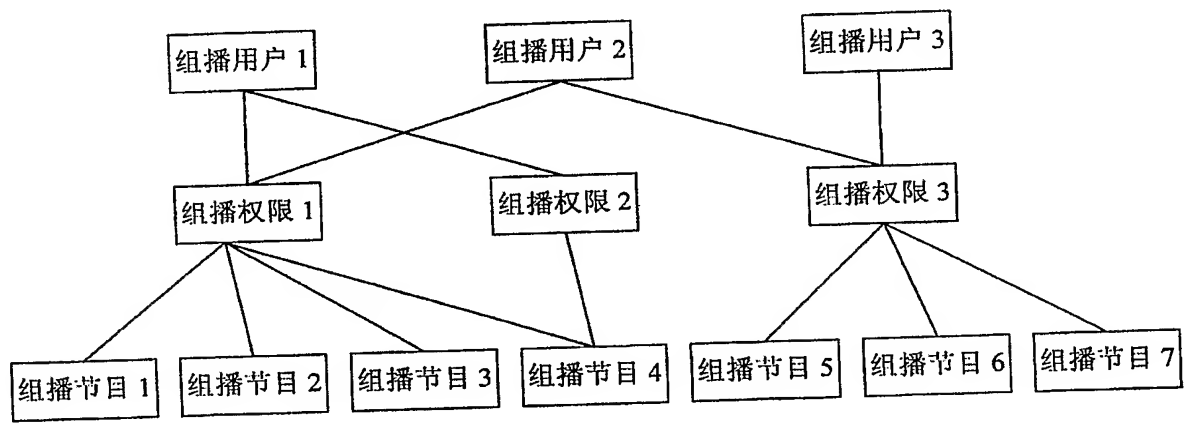 组播用户 1
组播用户 2
组播用户 3
组播权限 1
组播权限 2
组播权限 3
组播节目 1
组播节目 2
组播节目 3
组播节目 4
组播节目 5
组播节目 6
组播节目 7